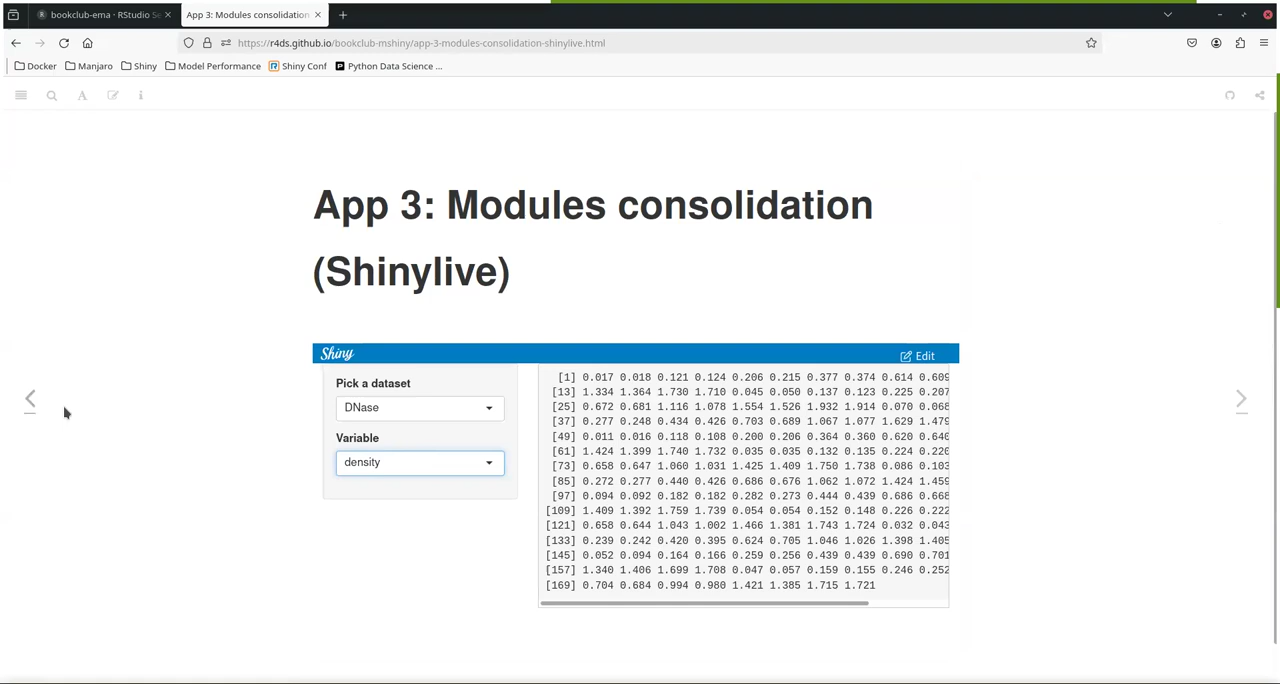 bookclub-ema · RStudio Se
App 3: Modules consolidation
https://r4ds.github.io/bookclub-mshiny/app-3-modules-consolidation-shinylive.html
Docker Manjaro Shiny Model Performance Shiny Conf Python Data Science ...
App 3: Modules consolidation
(Shinylive)
Shiny
Edit
Pick a dataset
DNase
Variable
density
[1] 0.017 0.018 0.121 0.124 0.206 0.215 0.377 0.374 0.614 0.609
[13] 1.334 1.364 1.730 1.710 0.045 0.050 0.137 0.123 0.225 0.207
[25] 0.672 0.681 1.116 1.078 1.554 1.526 1.932 1.914 0.070 0.068
[37] 0.277 0.248 0.434 0.426 0.703 0.689 1.067 1.077 1.629 1.479
[49] 0.011 0.016 0.118 0.108 0.200 0.206 0.364 0.360 0.620 0.640
[61] 1.424 1.399 1.740 1.732 0.035 0.035 0.132 0.135 0.224 0.220
[73] 0.658 0.647 1.060 1.031 1.425 1.409 1.750 1.738 0.086 0.103
[85] 0.272 0.277 0.440 0.426 0.686 0.676 1.062 1.072 1.424 1.459
[97] 0.094 0.092 0.182 0.182 0.282 0.273 0.444 0.439 0.686 0.668
[109] 1.409 1.392 1.759 1.739 0.054 0.054 0.152 0.148 0.226 0.222
[121] 0.658 0.644 1.043 1.002 1.466 1.381 1.743 1.724 0.032 0.043
[133] 0.239 0.242 0.420 0.395 0.624 0.705 1.046 1.026 1.398 1.405
[145] 0.052 0.094 0.164 0.166 0.259 0.256 0.439 0.439 0.690 0.701
[157] 1.340 1.406 1.699 1.708 0.047 0.057 0.159 0.155 0.246 0.252
[169] 0.704 0.684 0.994 0.980 1.421 1.385 1.715 1.721